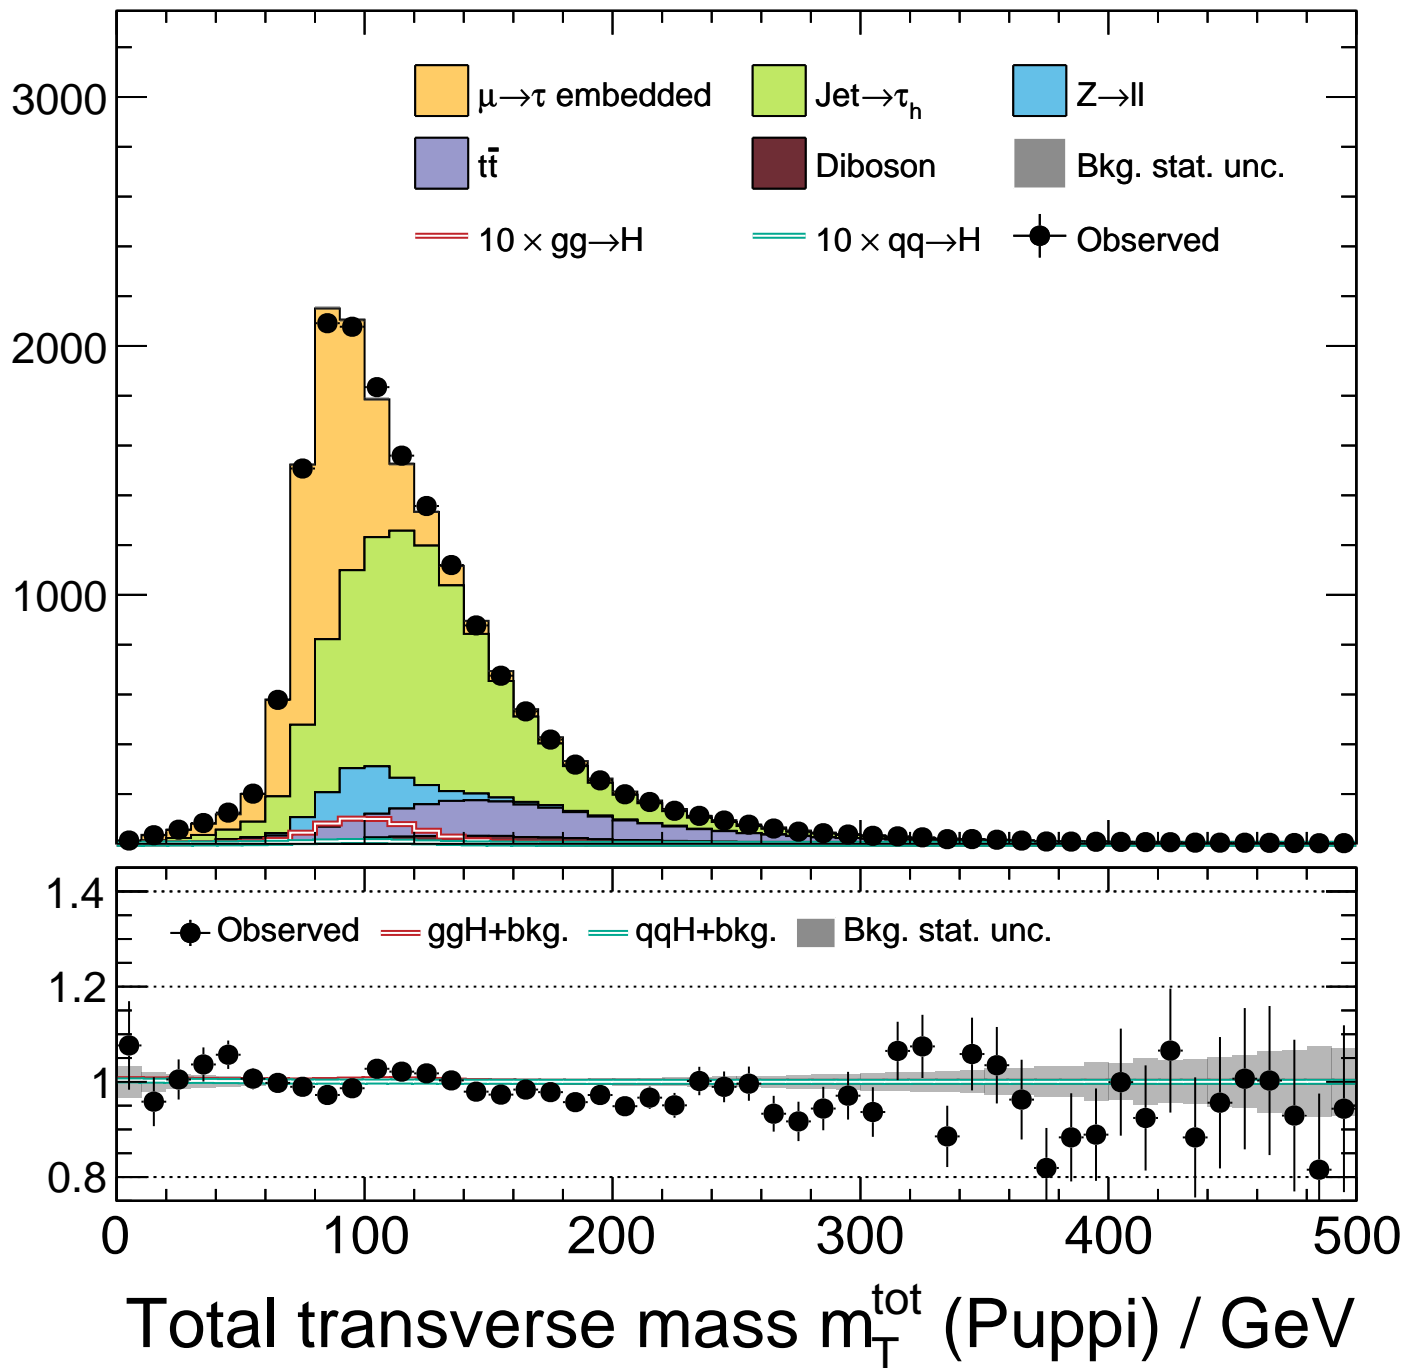 3000
2000
1000
μ→τ embedded
Jet→τh
Z→ll
tt̄
Diboson
Bkg. stat. unc.
10 × gg→H
10 × qq→H
Observed
1.4
1.2
1
0.8
Observed
ggH+bkg.
qqH+bkg.
Bkg. stat. unc.
0 100 200 300 400 500
Total transverse mass m_T^tot (Puppi) / GeV